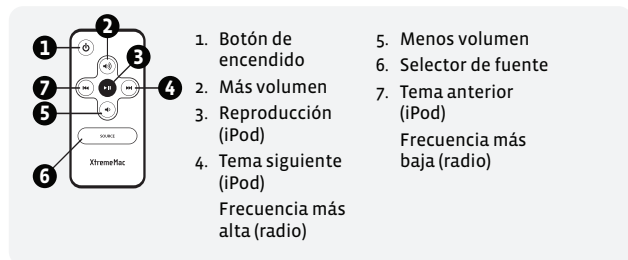 1
2
3
7
4
5
6
SOURCE
XtremeMac
1. Botón de
encendido
2. Más volumen
3. Reproducción
(iPod)
4. Tema siguiente
(iPod)
Frecuencia más
alta (radio)
5. Menos volumen
6. Selector de fuente
7. Tema anterior
(iPod)
Frecuencia más
baja (radio)